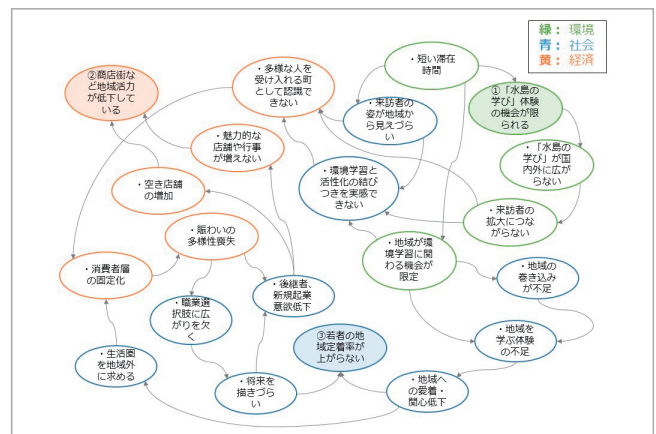 緑： 環境
青： 社会
黄： 経済
②商店街な
ど地域活力
が低下して
いる
・多様な人を
受け入れる町
として認識で
きない
・短い滞在
時間
①「水島の
学び」体験
の機会が限
られる
・来訪者の
姿が地域か
ら見えづら
い
・魅力的な
店舗や行事
が増えない
・「水島の
学び」が国
内外に広が
らない
・環境学習と
活性化の結び
つきを実感で
きない
・空き店舗
の増加
・来訪者の
拡大につな
がらない
・賑わいの
多様性喪失
・地域が環
境学習に関
わる機会が
限定
・消費者層
の固定化
・地域の
巻き込み
が不足
・後継者、
新規起業
意欲低下
・職業選
択肢に広
がりを欠
く
③若者の地
域定着率が
上がらない
・地域を
学ぶ体験
の不足
・生活圏
を地域外
に求める
・将来を
描きづら
い
・地域へ
の愛着・
関心低下